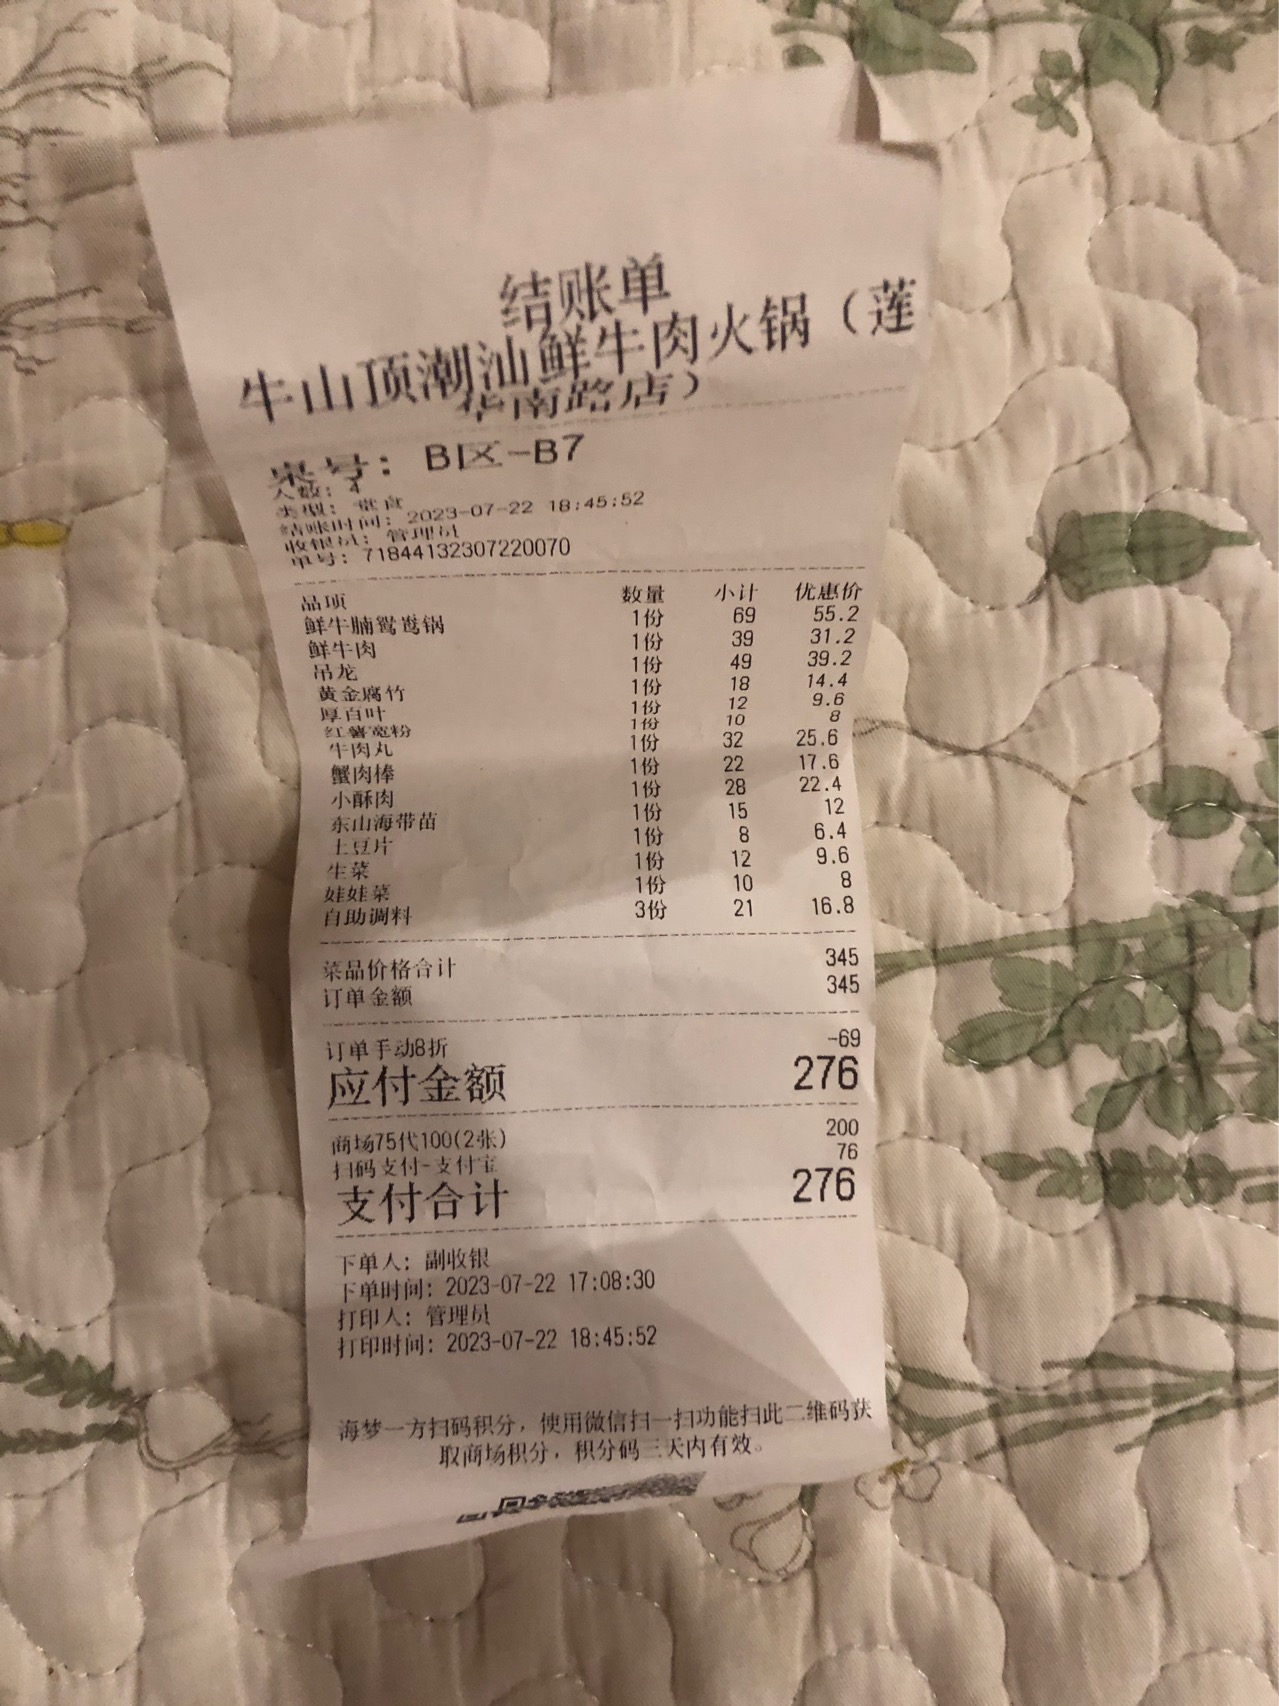 结账单
牛山顶潮汕鲜牛肉火锅（莲
华南路店）
桌号：B区-B7
人数：4
类型：堂食
结账时间：2023-07-22 18:45:52
收银员：管理员
单号：71844132307220070
品项 数量 小计 优惠价
鲜牛腩鸳鸯锅 1份 69 55.2
鲜牛肉 1份 39 31.2
吊龙 1份 49 39.2
黄金腐竹 1份 18 14.4
厚百叶 1份 12 9.6
红薯宽粉 1份 10 8
牛肉丸 1份 32 25.6
蟹肉棒 1份 22 17.6
小酥肉 1份 28 22.4
东山海带苗 1份 15 12
土豆片 1份 8 6.4
生菜 1份 12 9.6
娃娃菜 1份 10 8
自助调料 3份 21 16.8
菜品价格合计 345
订单金额 345
订单手动8折 -69
应付金额 276
商场75代100(2张) 200
扫码支付-支付宝 76
支付合计 276
下单人：副收银
下单时间：2023-07-22 17:08:30
打印人：管理员
打印时间：2023-07-22 18:45:52
海梦一方扫码积分，使用微信扫一扫功能扫此二维码获
取商场积分，积分码三天内有效。